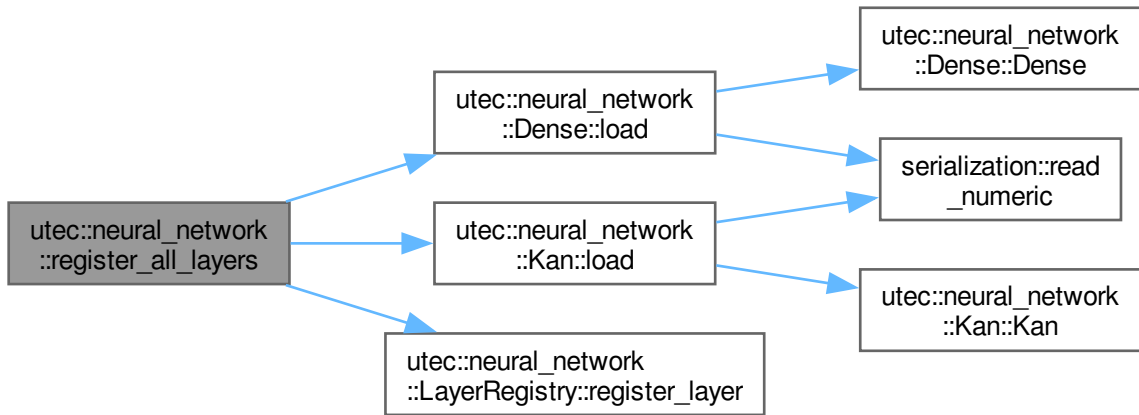 utec::neural_network
::register_all_layers
utec::neural_network
::Dense::load
utec::neural_network
::Kan::load
utec::neural_network
::LayerRegistry::register_layer
utec::neural_network
::Dense::Dense
serialization::read
_numeric
utec::neural_network
::Kan::Kan